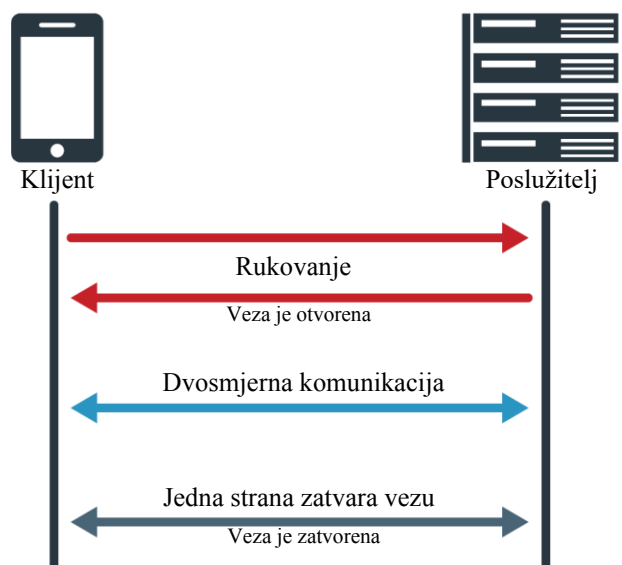 Klijent
Poslužitelj
Rukovanje
Veza je otvorena
Dvosmjerna komunikacija
Jedna strana zatvara vezu
Veza je zatvorena